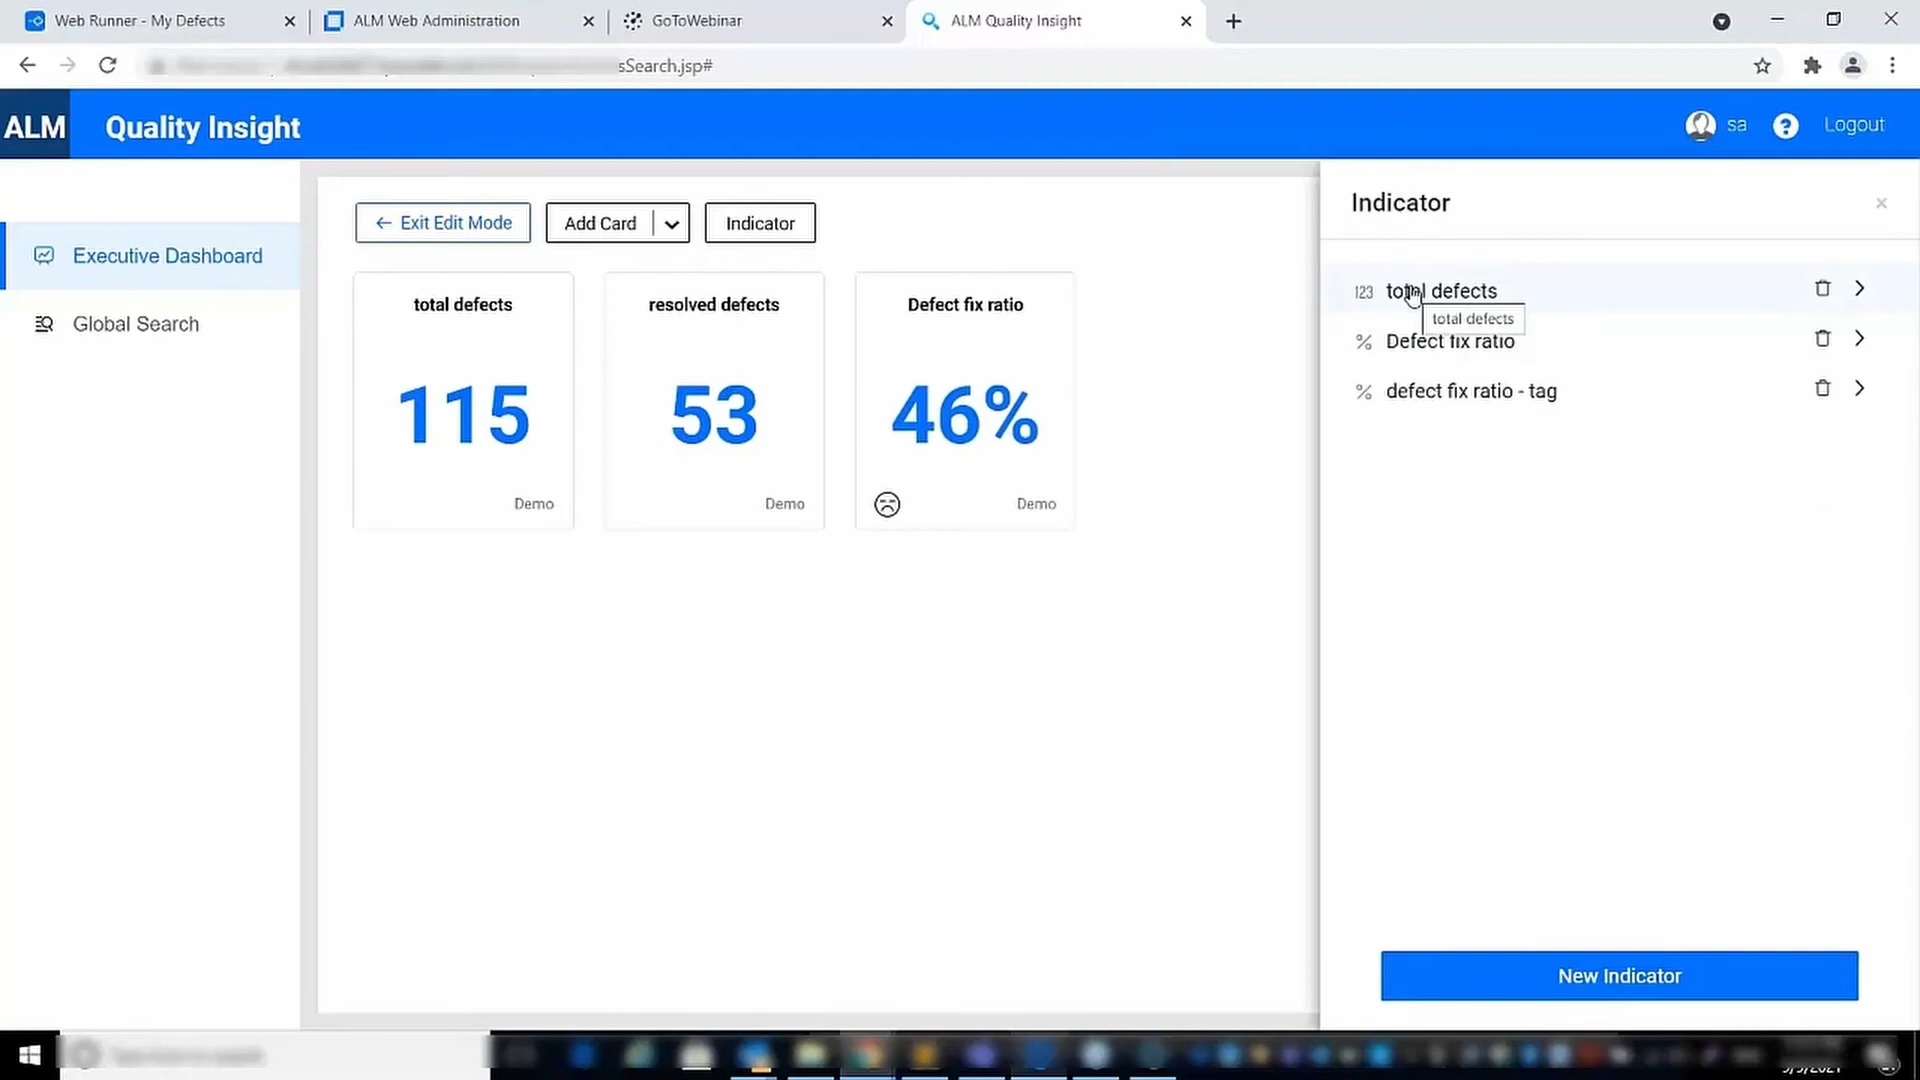 Web Runner - My Defects
ALM Web Administration
GoToWebinar
ALM Quality Insight
sSearch.jsp#
ALM
Quality Insight
sa
?
Logout
Executive Dashboard
Global Search
← Exit Edit Mode
Add Card
Indicator
total defects
115
Demo
resolved defects
53
Demo
Defect fix ratio
46%
Demo
Indicator
123 total defects
total defects
% Defect fix ratio
% defect fix ratio - tag
New Indicator